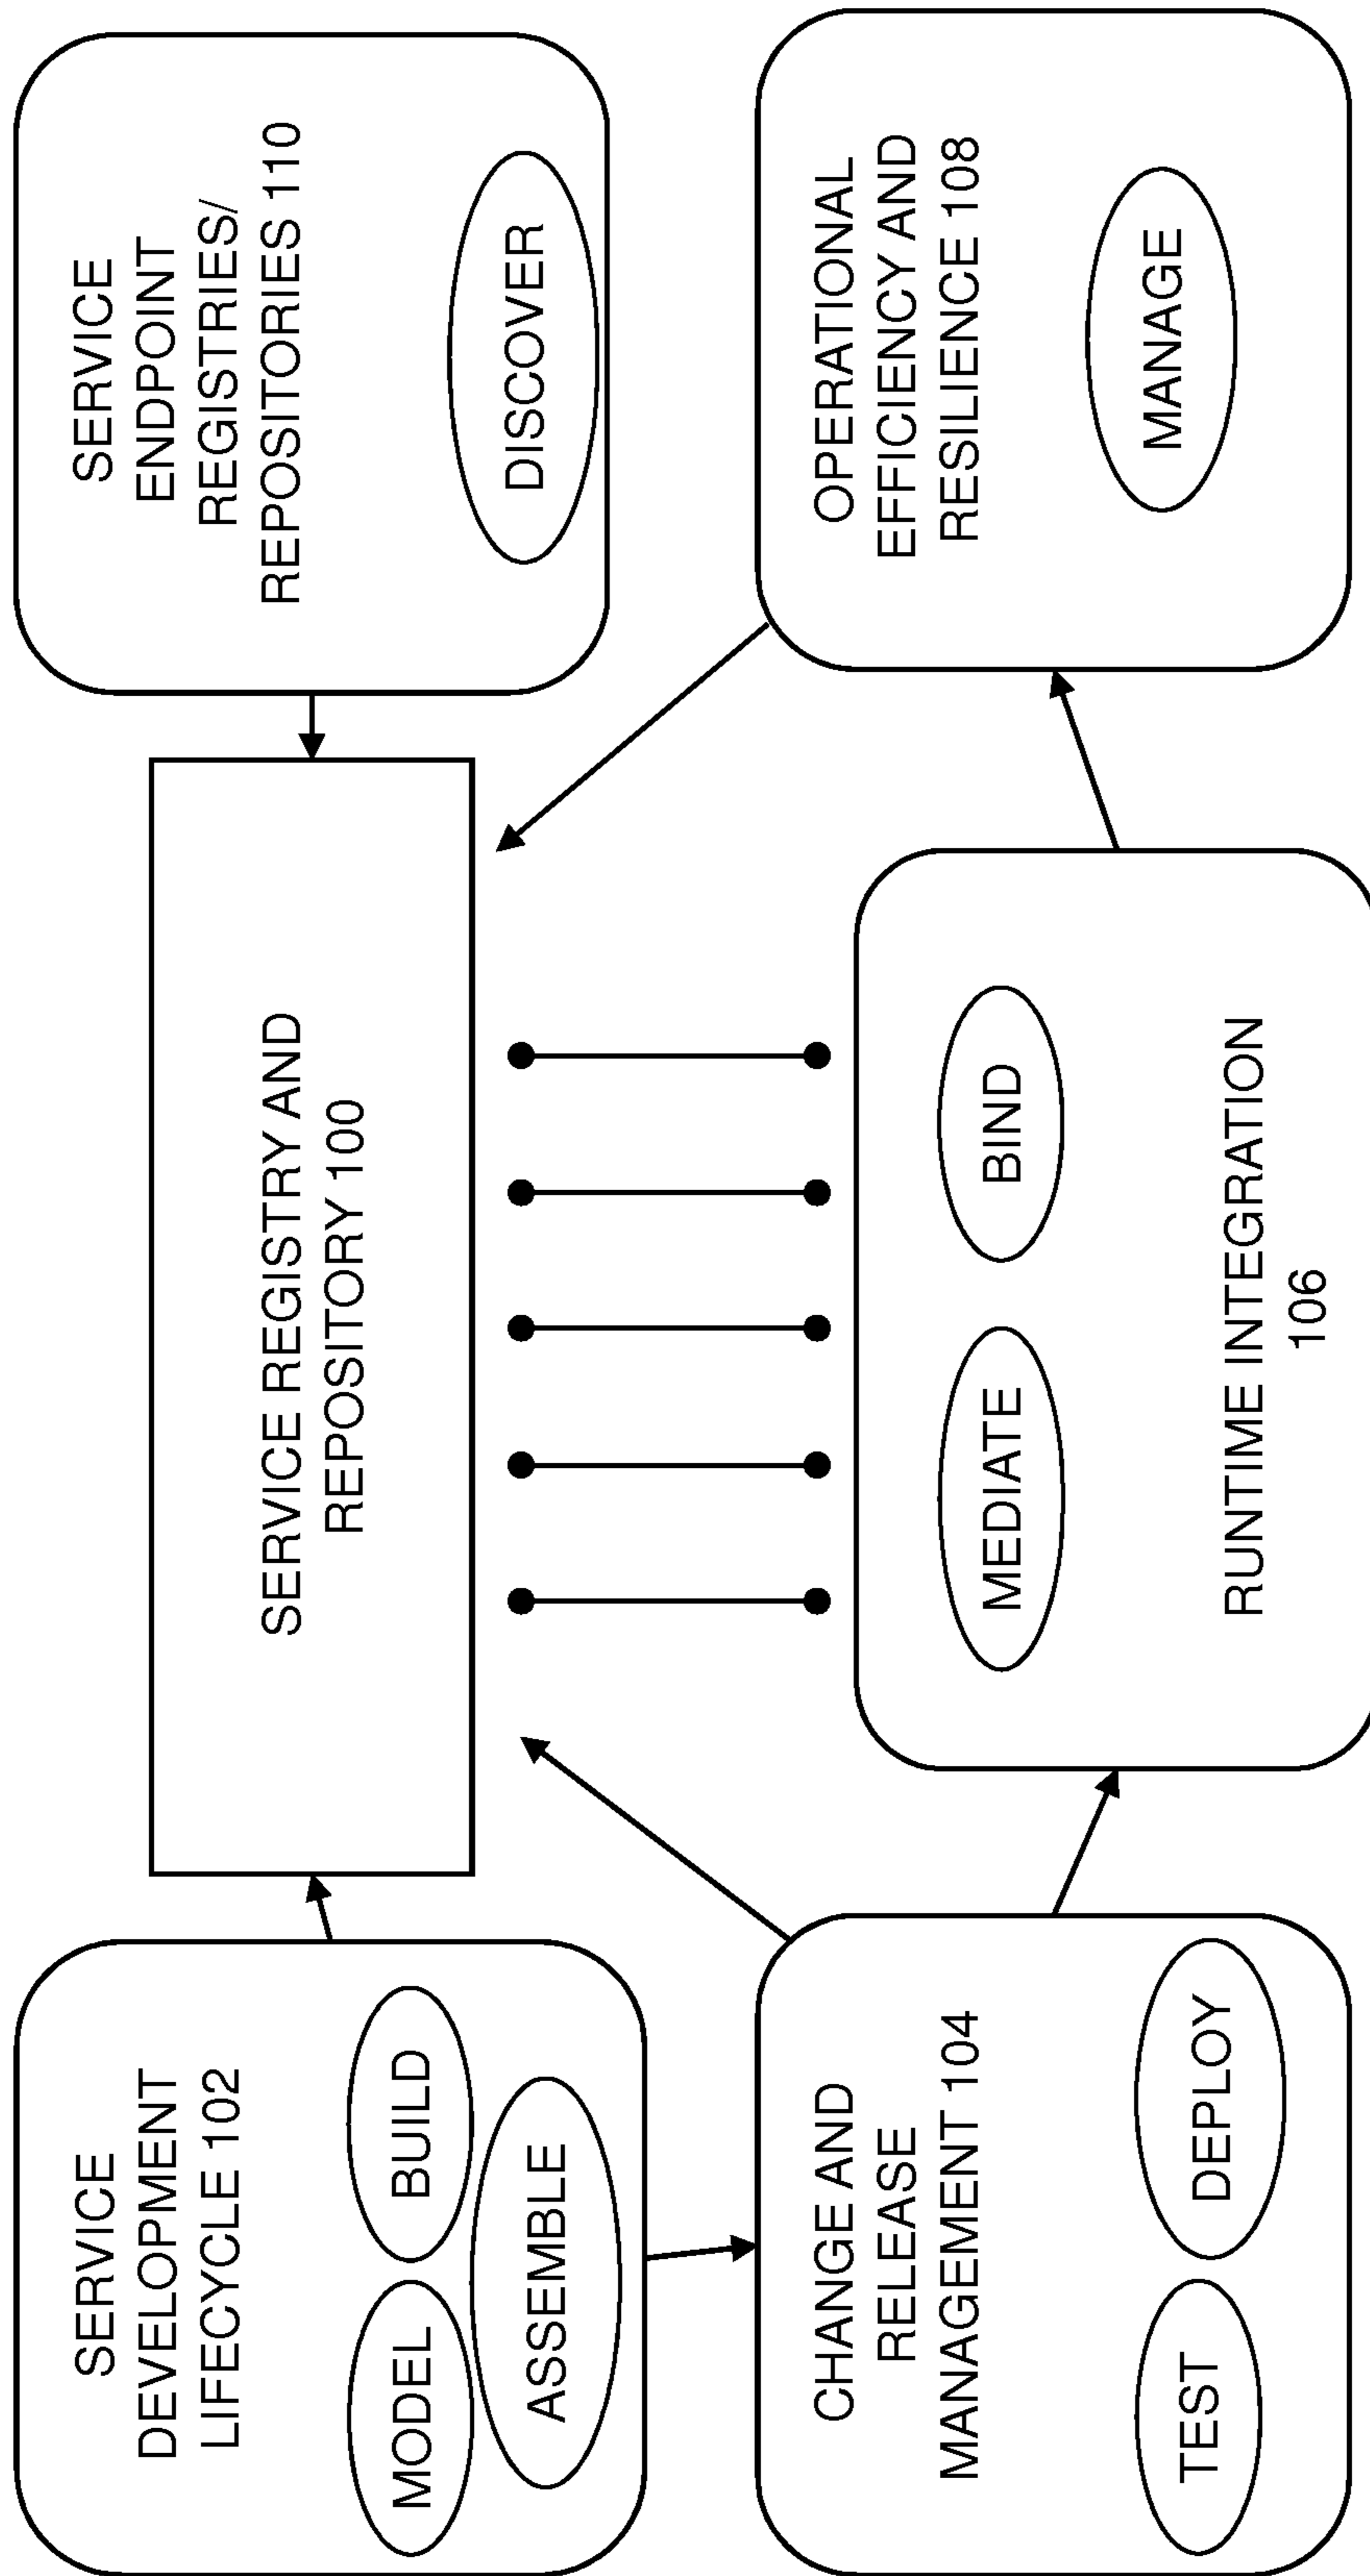 SERVICE
DEVELOPMENT
LIFECYCLE 102
MODEL
BUILD
ASSEMBLE
SERVICE REGISTRY AND
REPOSITORY 100
SERVICE
ENDPOINT
REGISTRIES/
REPOSITORIES 110
DISCOVER
CHANGE AND
RELEASE
MANAGEMENT 104
TEST
DEPLOY
MEDIATE
BIND
RUNTIME INTEGRATION
106
OPERATIONAL
EFFICIENCY AND
RESILIENCE 108
MANAGE